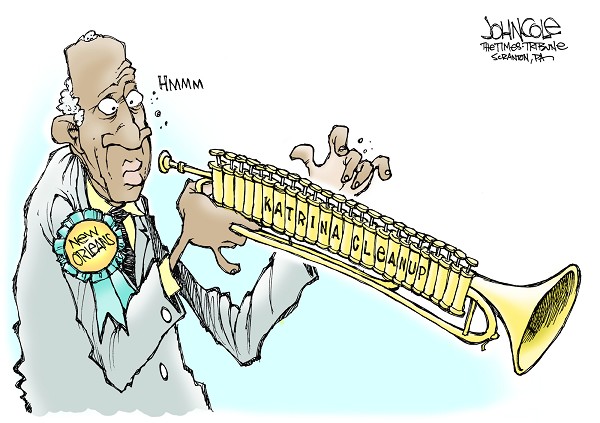 JOHN COLE
THE TIMES-TRIBUNE
SCRANTON, PA
HMMM
KATRINA CLEANUP
NEW
ORLEANS